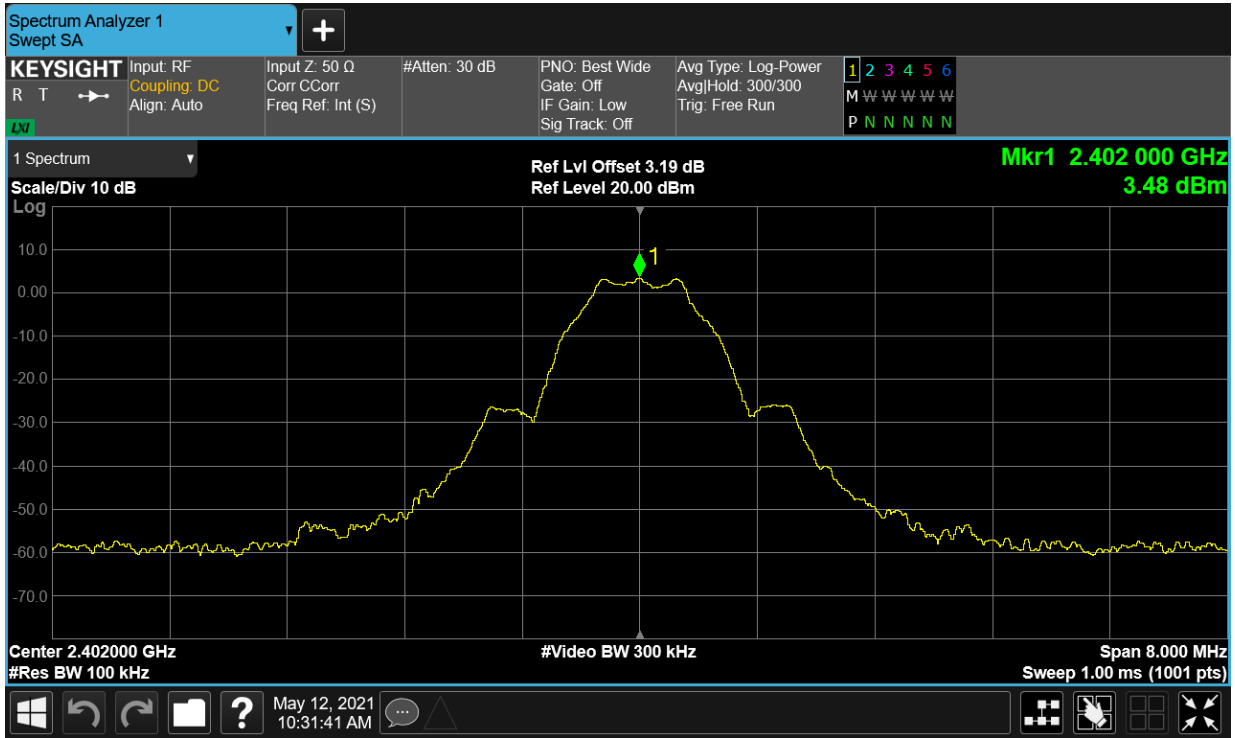 Spectrum Analyzer 1
Swept SA
KEYSIGHT
R T
LXI
Input: RF
Coupling: DC
Align: Auto
Input Z: 50 Ω
Corr CCorr
Freq Ref: Int (S)
#Atten: 30 dB
PNO: Best Wide
Gate: Off
IF Gain: Low
Sig Track: Off
Avg Type: Log-Power
Avg|Hold: 300/300
Trig: Free Run
1 2 3 4 5 6
M W W W W W
P N N N N N
1 Spectrum
Scale/Div 10 dB
Log
Ref Lvl Offset 3.19 dB
Ref Level 20.00 dBm
Mkr1 2.402 000 GHz
3.48 dBm
1
10.0
0.00
-10.0
-20.0
-30.0
-40.0
-50.0
-60.0
-70.0
Center 2.402000 GHz
#Video BW 300 kHz
Span 8.000 MHz
#Res BW 100 kHz
Sweep 1.00 ms (1001 pts)
?
May 12, 2021
10:31:41 AM